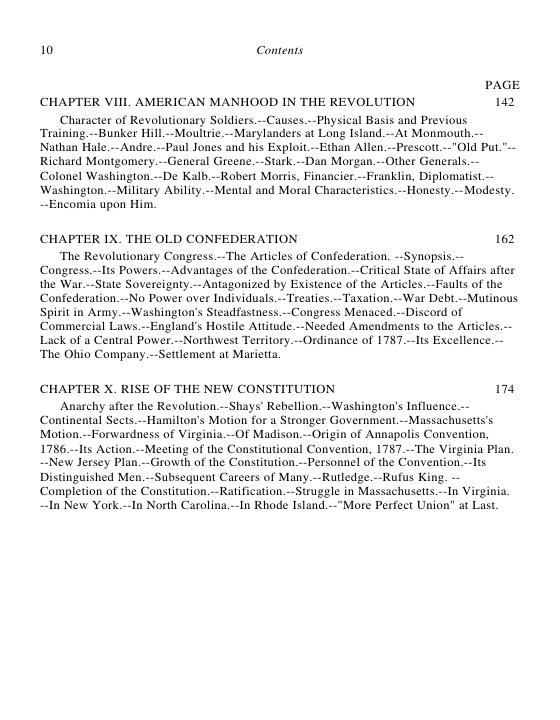 10 Contents
PAGE
CHAPTER VIII. AMERICAN MANHOOD IN THE REVOLUTION 142
Character of Revolutionary Soldiers.--Causes.--Physical Basis and Previous
Training.--Bunker Hill.--Moultrie.--Marylanders at Long Island.--At Monmouth.--
Nathan Hale.--Andre.--Paul Jones and his Exploit.--Ethan Allen.--Prescott.--"Old Put."--
Richard Montgomery.--General Greene.--Stark.--Dan Morgan.--Other Generals.--
Colonel Washington.--De Kalb.--Robert Morris, Financier.--Franklin, Diplomatist.--
Washington.--Military Ability.--Mental and Moral Characteristics.--Honesty.--Modesty.
--Encomia upon Him.
CHAPTER IX. THE OLD CONFEDERATION 162
The Revolutionary Congress.--The Articles of Confederation. --Synopsis.--
Congress.--Its Powers.--Advantages of the Confederation.--Critical State of Affairs after
the War.--State Sovereignty.--Antagonized by Existence of the Articles.--Faults of the
Confederation.--No Power over Individuals.--Treaties.--Taxation.--War Debt.--Mutinous
Spirit in Army.--Washington's Steadfastness.--Congress Menaced.--Discord of
Commercial Laws.--England's Hostile Attitude.--Needed Amendments to the Articles.--
Lack of a Central Power.--Northwest Territory.--Ordinance of 1787.--Its Excellence.--
The Ohio Company.--Settlement at Marietta.
CHAPTER X. RISE OF THE NEW CONSTITUTION 174
Anarchy after the Revolution.--Shays' Rebellion.--Washington's Influence.--
Continental Sects.--Hamilton's Motion for a Stronger Government.--Massachusetts's
Motion.--Forwardness of Virginia.--Of Madison.--Origin of Annapolis Convention,
1786.--Its Action.--Meeting of the Constitutional Convention, 1787.--The Virginia Plan.
--New Jersey Plan.--Growth of the Constitution.--Personnel of the Convention.--Its
Distinguished Men.--Subsequent Careers of Many.--Rutledge.--Rufus King. --
Completion of the Constitution.--Ratification.--Struggle in Massachusetts.--In Virginia.
--In New York.--In North Carolina.--In Rhode Island.--"More Perfect Union" at Last.